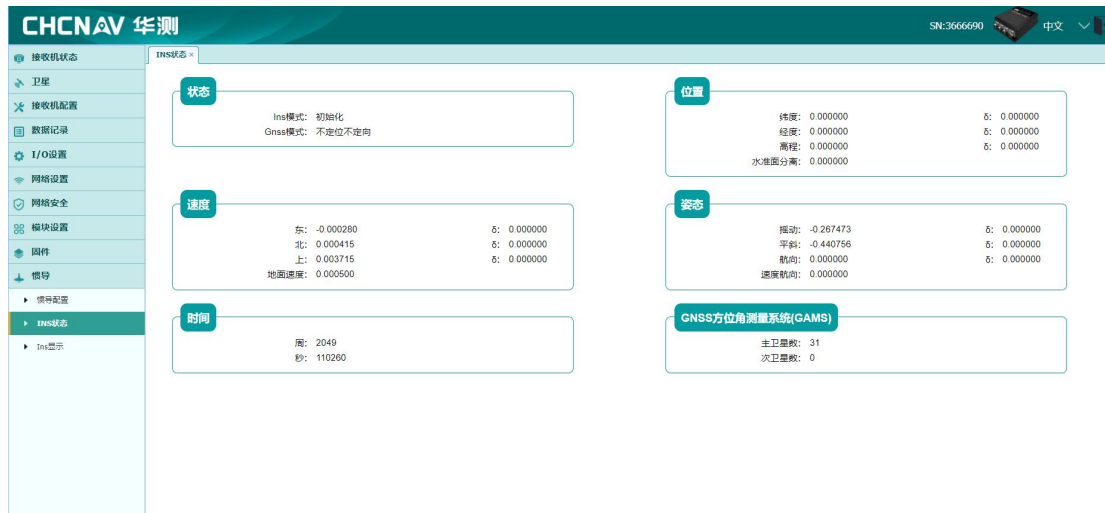 CHCNAV 华测
SN:3666690
中文
接收机状态
卫星
接收机配置
数据记录
I/O设置
网络设置
网络安全
模块设置
固件
惯导
惯导配置
INS状态
Ins显示
INS状态 ×
状态
Ins模式： 初始化
Gnss模式： 不定位不定向
位置
纬度： 0.000000 δ： 0.000000
经度： 0.000000 δ： 0.000000
高程： 0.000000 δ： 0.000000
水准面分离： 0.000000
速度
东： -0.000280 δ： 0.000000
北： 0.000415 δ： 0.000000
上： 0.003715 δ： 0.000000
地面速度： 0.000500
姿态
摇动： -0.267473 δ： 0.000000
平斜： -0.440756 δ： 0.000000
航向： 0.000000 δ： 0.000000
速度航向： 0.000000
时间
周： 2049
秒： 110260
GNSS方位角测量系统(GAMS)
主卫星数： 31
次卫星数： 0